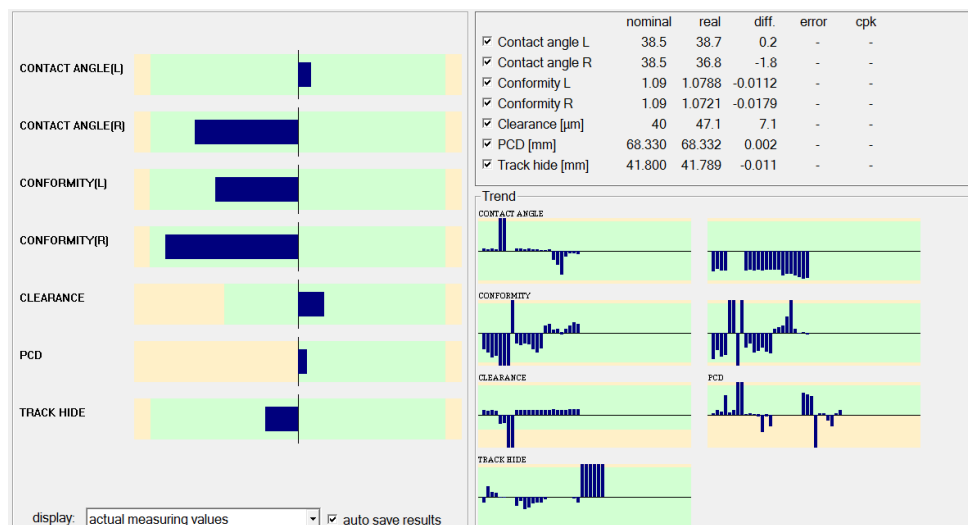 CONTACT ANGLE(L)
CONTACT ANGLE(R)
CONFORMITY(L)
CONFORMITY(R)
CLEARANCE
PCD
TRACK HIDE
display: actual measuring values auto save results
nominal real diff. error cpk
Contact angle L 38.5 38.7 0.2 - -
Contact angle R 38.5 36.8 -1.8 - -
Conformity L 1.09 1.0788 -0.0112 - -
Conformity R 1.09 1.0721 -0.0179 - -
Clearance [µm] 40 47.1 7.1 - -
PCD [mm] 68.330 68.332 0.002 - -
Track hide [mm] 41.800 41.789 -0.011 - -
Trend
CONTACT ANGLE
CONFORMITY
CLEARANCE PCD
TRACK HIDE